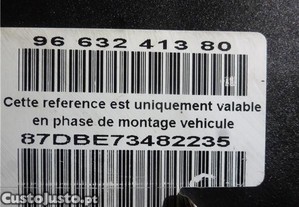 96 632 413 80
Cette reference est uniquement valable
en phase de montage vehicule
87DBE73482235
CustoJusto.pt